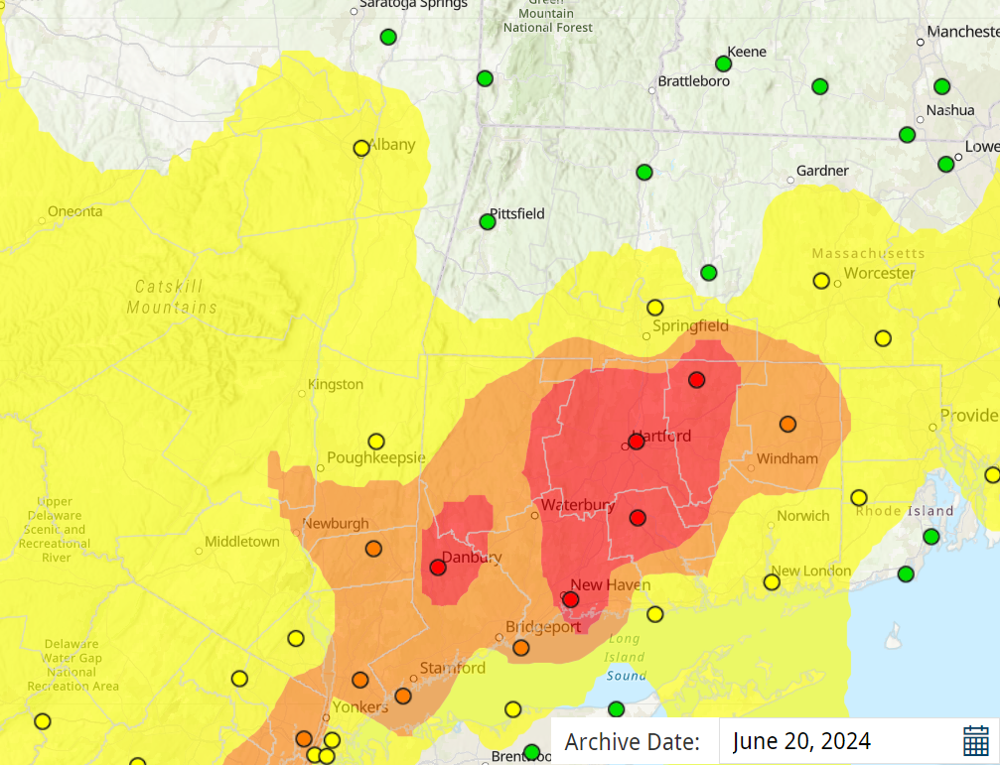 Saratoga Springs
Green
Mountain
National Forest
Mancheste
Keene
Brattleboro
Nashua
Albany
Lowe
Gardner
Oneonta
Pittsfield
Massachusetts
Worcester
Catskill
Mountains
Springfield
Kingston
Provide
Hartford
Poughkeepsie
Windham
Upper
Delaware
Scenic and
Recreational
River
Waterbury
Rhode Island
Newburgh
Norwich
Middletown
Danbury
New London
New Haven
Bridgeport
Long
Island
Sound
Delaware
Water Gap
National
Recreation Area
Stamford
Yonkers
Brentwoo
Archive Date: June 20, 2024